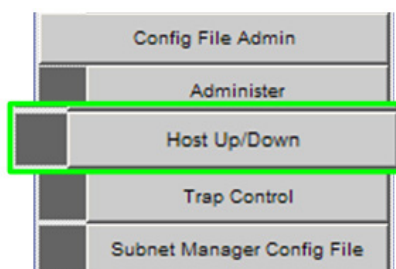 Config File Admin
Administer
Host Up/Down
Trap Control
Subnet Manager Config File